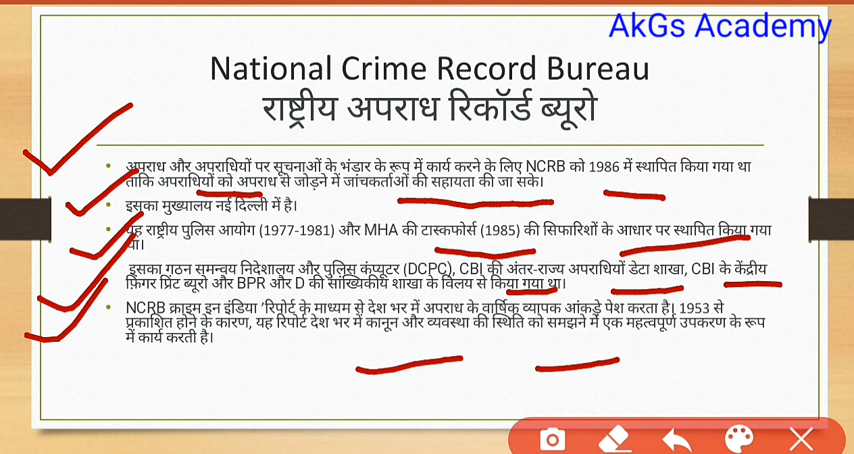 AkGs Academy
National Crime Record Bureau
राष्ट्रीय अपराध रिकॉर्ड ब्यूरो
• अपराध और अपराधियों पर सूचनाओं के भंडार के रूप में कार्य करने के लिए NCRB को 1986 में स्थापित किया गया था
ताकि अपराधियों को अपराध से जोड़ने में जांचकर्ताओं की सहायता की जा सके।
• इसका मुख्यालय नई दिल्ली में है।
• यह राष्ट्रीय पुलिस आयोग (1977-1981) और MHA की टास्कफोर्स (1985) की सिफारिशों के आधार पर स्थापित किया गया
था।
इसका गठन समन्वय निदेशालय और पुलिस कंप्यूटर (DCPC), CBI की अंतर-राज्य अपराधियों डेटा शाखा, CBI के केंद्रीय
फ़िंगर प्रिंट ब्यूरो और BPR और D की सांख्यिकीय शाखा के विलय से किया गया था।
• NCRB क्राइम इन इंडिया 'रिपोर्ट के माध्यम से देश भर में अपराध के वार्षिक व्यापक आंकड़े पेश करता है। 1953 से
प्रकाशित होने के कारण, यह रिपोर्ट देश भर में कानून और व्यवस्था की स्थिति को समझने में एक महत्वपूर्ण उपकरण के रूप
में कार्य करती है।